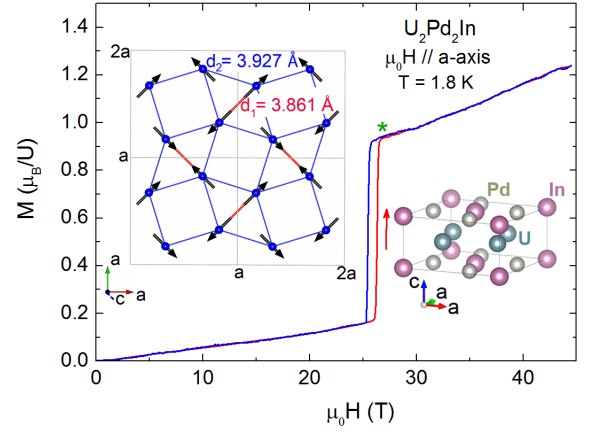 U₂Pd₂In
μ₀H // a-axis
T = 1.8 K
2a
d₂= 3.927 Å
d₁= 3.861 Å
a
a
2a
a
c
a
*
Pd
In
U
c
a
a
1.4
1.2
1.0
0.8
0.6
0.4
0.2
0.0
M (μB/U)
0
10
20
30
40
μ₀H (T)